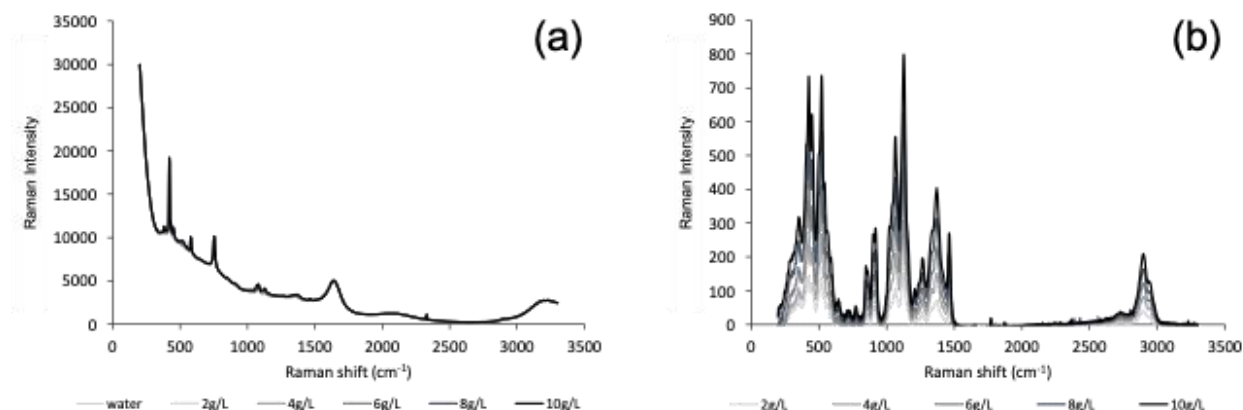 (a)
35000
30000
25000
20000
15000
10000
5000
0
Raman Intensity
0 500 1000 1500 2000 2500 3000 3500
Raman shift (cm⁻¹)
water 2g/L 4g/L 6g/L 8g/L 10g/L
(b)
900
800
700
600
500
400
300
200
100
0
Raman Intensity
0 500 1000 1500 2000 2500 3000 3500
Raman shift (cm⁻¹)
2g/L 4g/L 6g/L 8g/L 10g/L